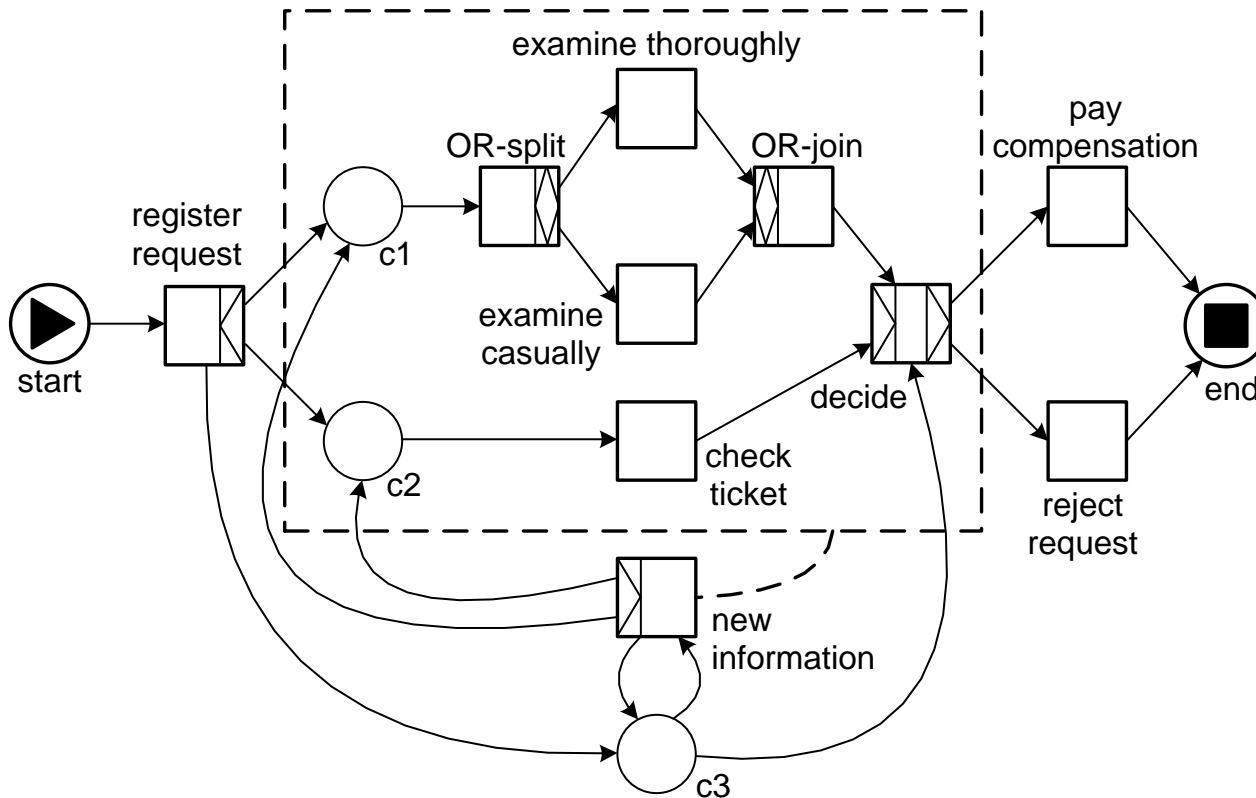 examine thoroughly
pay
compensation
OR-split
OR-join
register
request
c1
start
examine
casually
decide
end
c2
check
ticket
reject
request
new
information
c3